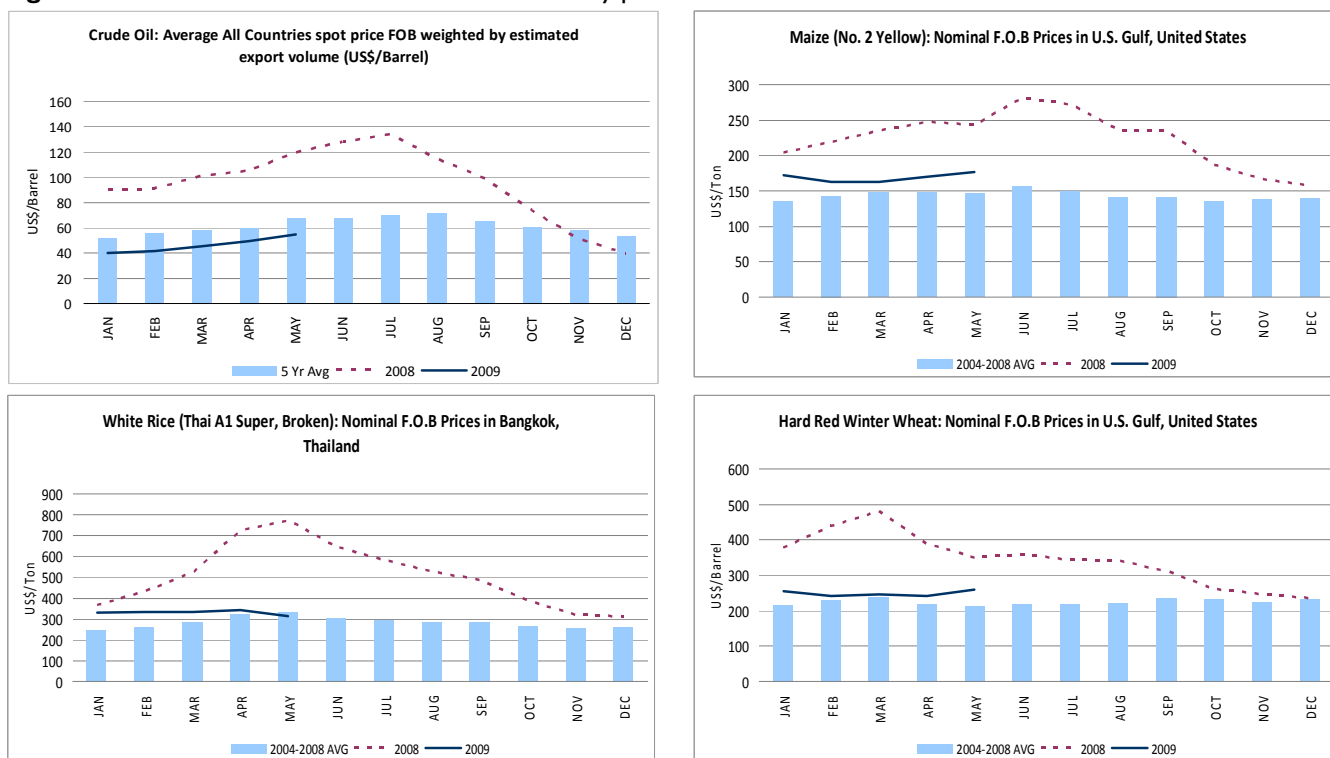 Crude Oil: Average All Countries spot price FOB weighted by estimated
export volume (US$/Barrel)
US$/Barrel
160
140
120
100
80
60
40
20
0
JAN
FEB
MAR
APR
MAY
JUN
JUL
AUG
SEP
OCT
NOV
DEC
5 Yr Avg 2008 2009
Maize (No. 2 Yellow): Nominal F.O.B Prices in U.S. Gulf, United States
US$/Ton
300
250
200
150
100
50
0
JAN
FEB
MAR
APR
MAY
JUN
JUL
AUG
SEP
OCT
NOV
DEC
2004-2008 AVG 2008 2009
White Rice (Thai A1 Super, Broken): Nominal F.O.B Prices in Bangkok,
Thailand
US$/Ton
900
800
700
600
500
400
300
200
100
0
JAN
FEB
MAR
APR
MAY
JUN
JUL
AUG
SEP
OCT
NOV
DEC
2004-2008 AVG 2008 2009
Hard Red Winter Wheat: Nominal F.O.B Prices in U.S. Gulf, United States
US$/Barrel
600
500
400
300
200
100
0
JAN
FEB
MAR
APR
MAY
JUN
JUL
AUG
SEP
OCT
NOV
DEC
2004-2008 AVG 2008 2009